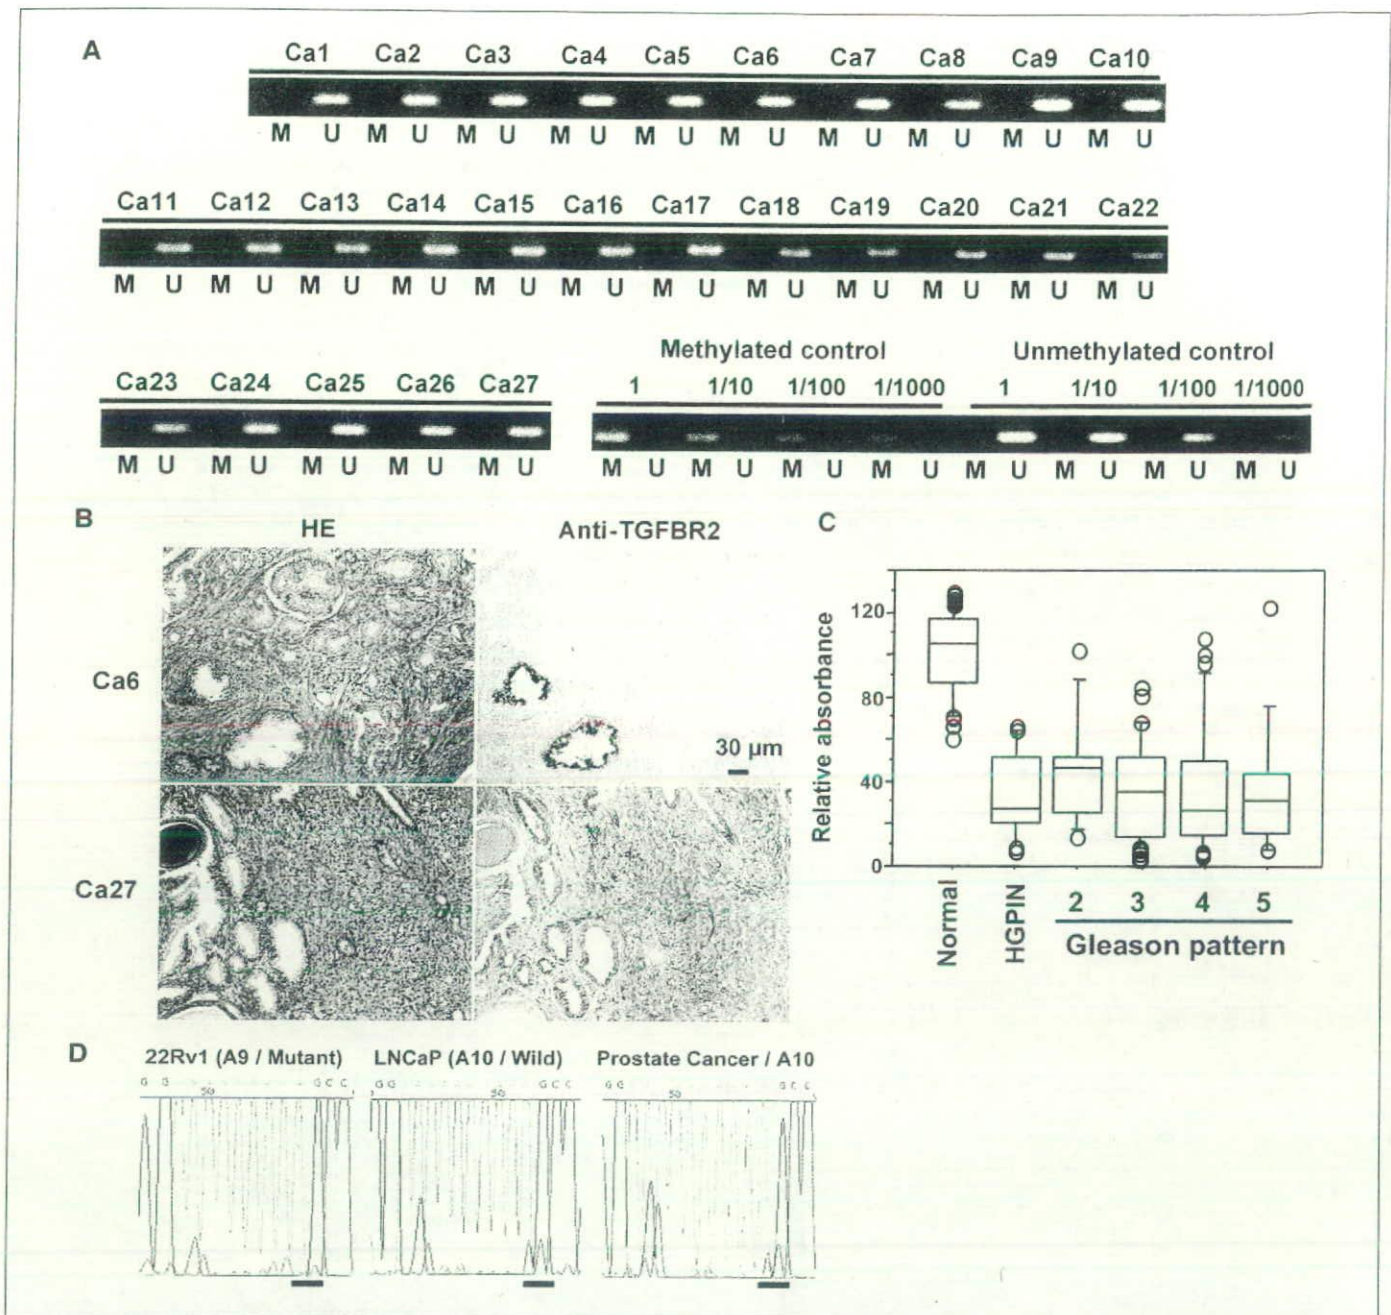 A
Ca1 Ca2 Ca3 Ca4 Ca5 Ca6 Ca7 Ca8 Ca9 Ca10
M U M U M U M U M U M U M U M U M U M U
Ca11 Ca12 Ca13 Ca14 Ca15 Ca16 Ca17 Ca18 Ca19 Ca20 Ca21 Ca22
M U M U M U M U M U M U M U M U M U M U M U M U
Methylated control Unmethylated control
Ca23 Ca24 Ca25 Ca26 Ca27 1 1/10 1/100 1/1000 1 1/10 1/100 1/1000
M U M U M U M U M U M U M U M U M U M U M U M U M U
B
HE Anti-TGFBR2
Ca6
30 µm
Ca27
C
Relative absorbance
120
80
40
0
Normal HGPIN 2 3 4 5
Gleason pattern
D
22Rv1 (A9 / Mutant) LNCaP (A10 / Wild) Prostate Cancer / A10
G G G C C G G G C C G G G C C
50 50 50